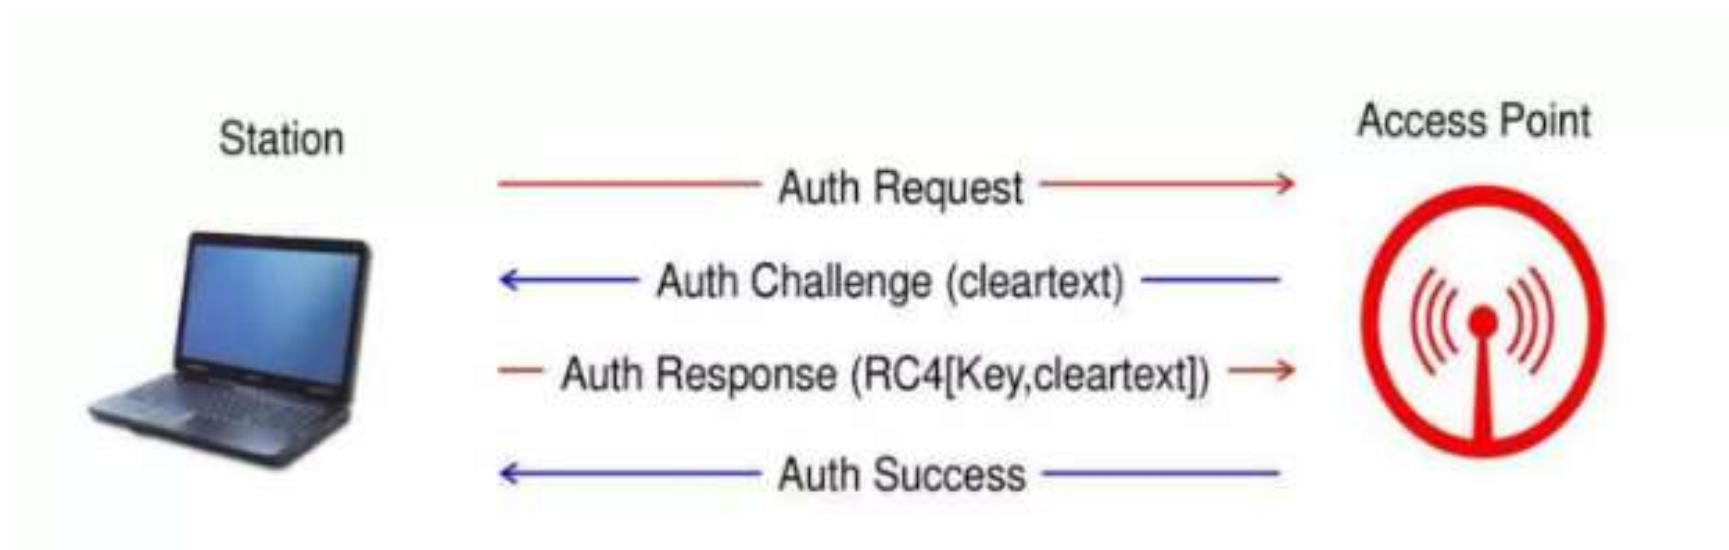 Station
Access Point
Auth Request
Auth Challenge (cleartext)
Auth Response (RC4[Key,cleartext])
Auth Success